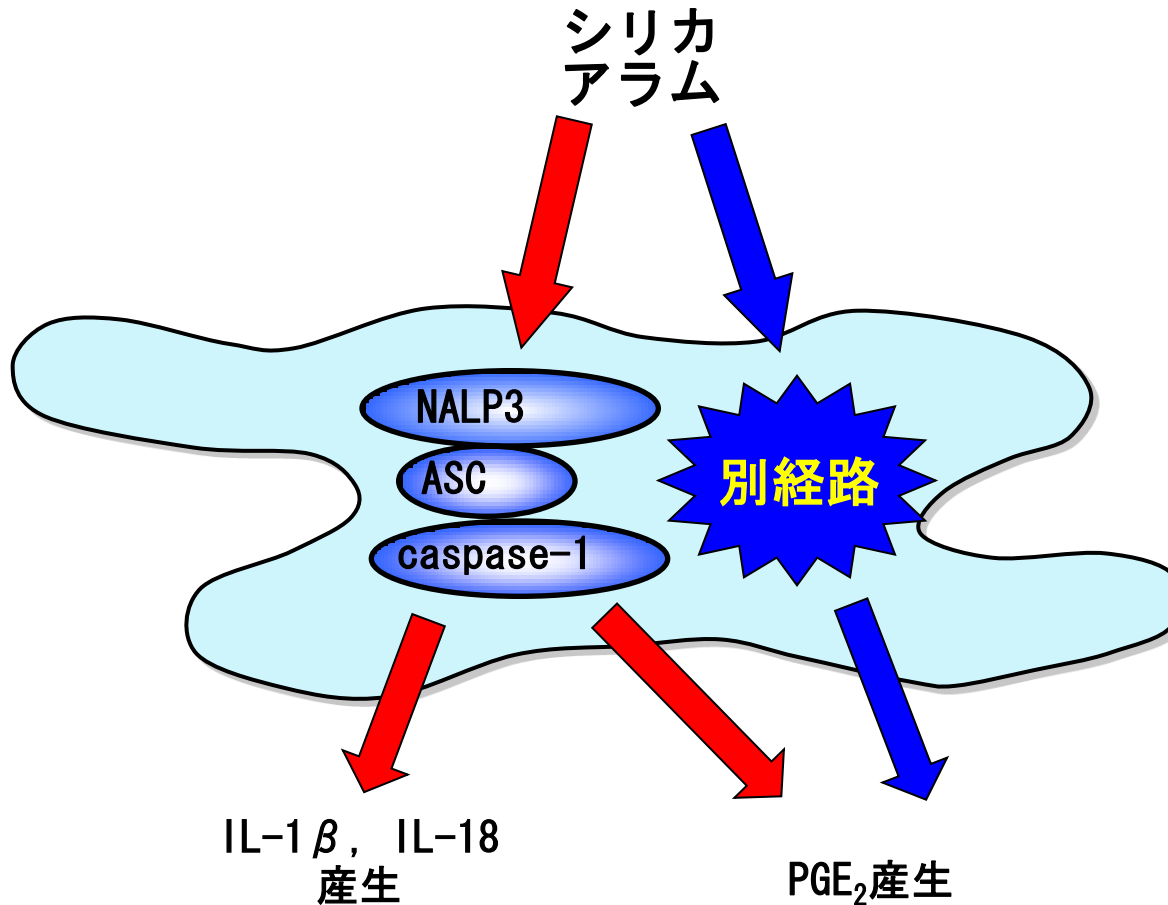 シリカ
アラム
NALP3
ASC
caspase-1
別経路
IL-1β, IL-18
産生
PGE₂産生